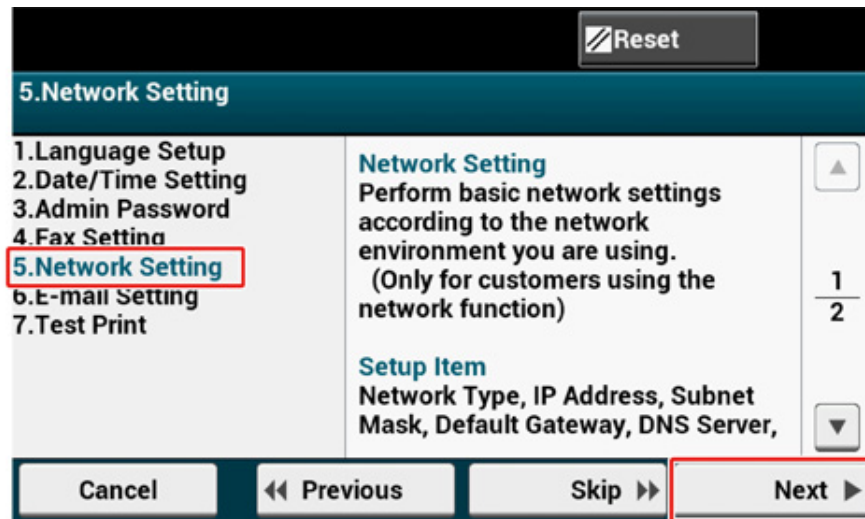 Reset
5.Network Setting
1.Language Setup
2.Date/Time Setting
3.Admin Password
4.Fax Setting
5.Network Setting
6.E-mail Setting
7.Test Print
Network Setting
Perform basic network settings
according to the network
environment you are using.
(Only for customers using the
network function)
Setup Item
Network Type, IP Address, Subnet
Mask, Default Gateway, DNS Server,
1
2
Cancel
Previous
Skip
Next